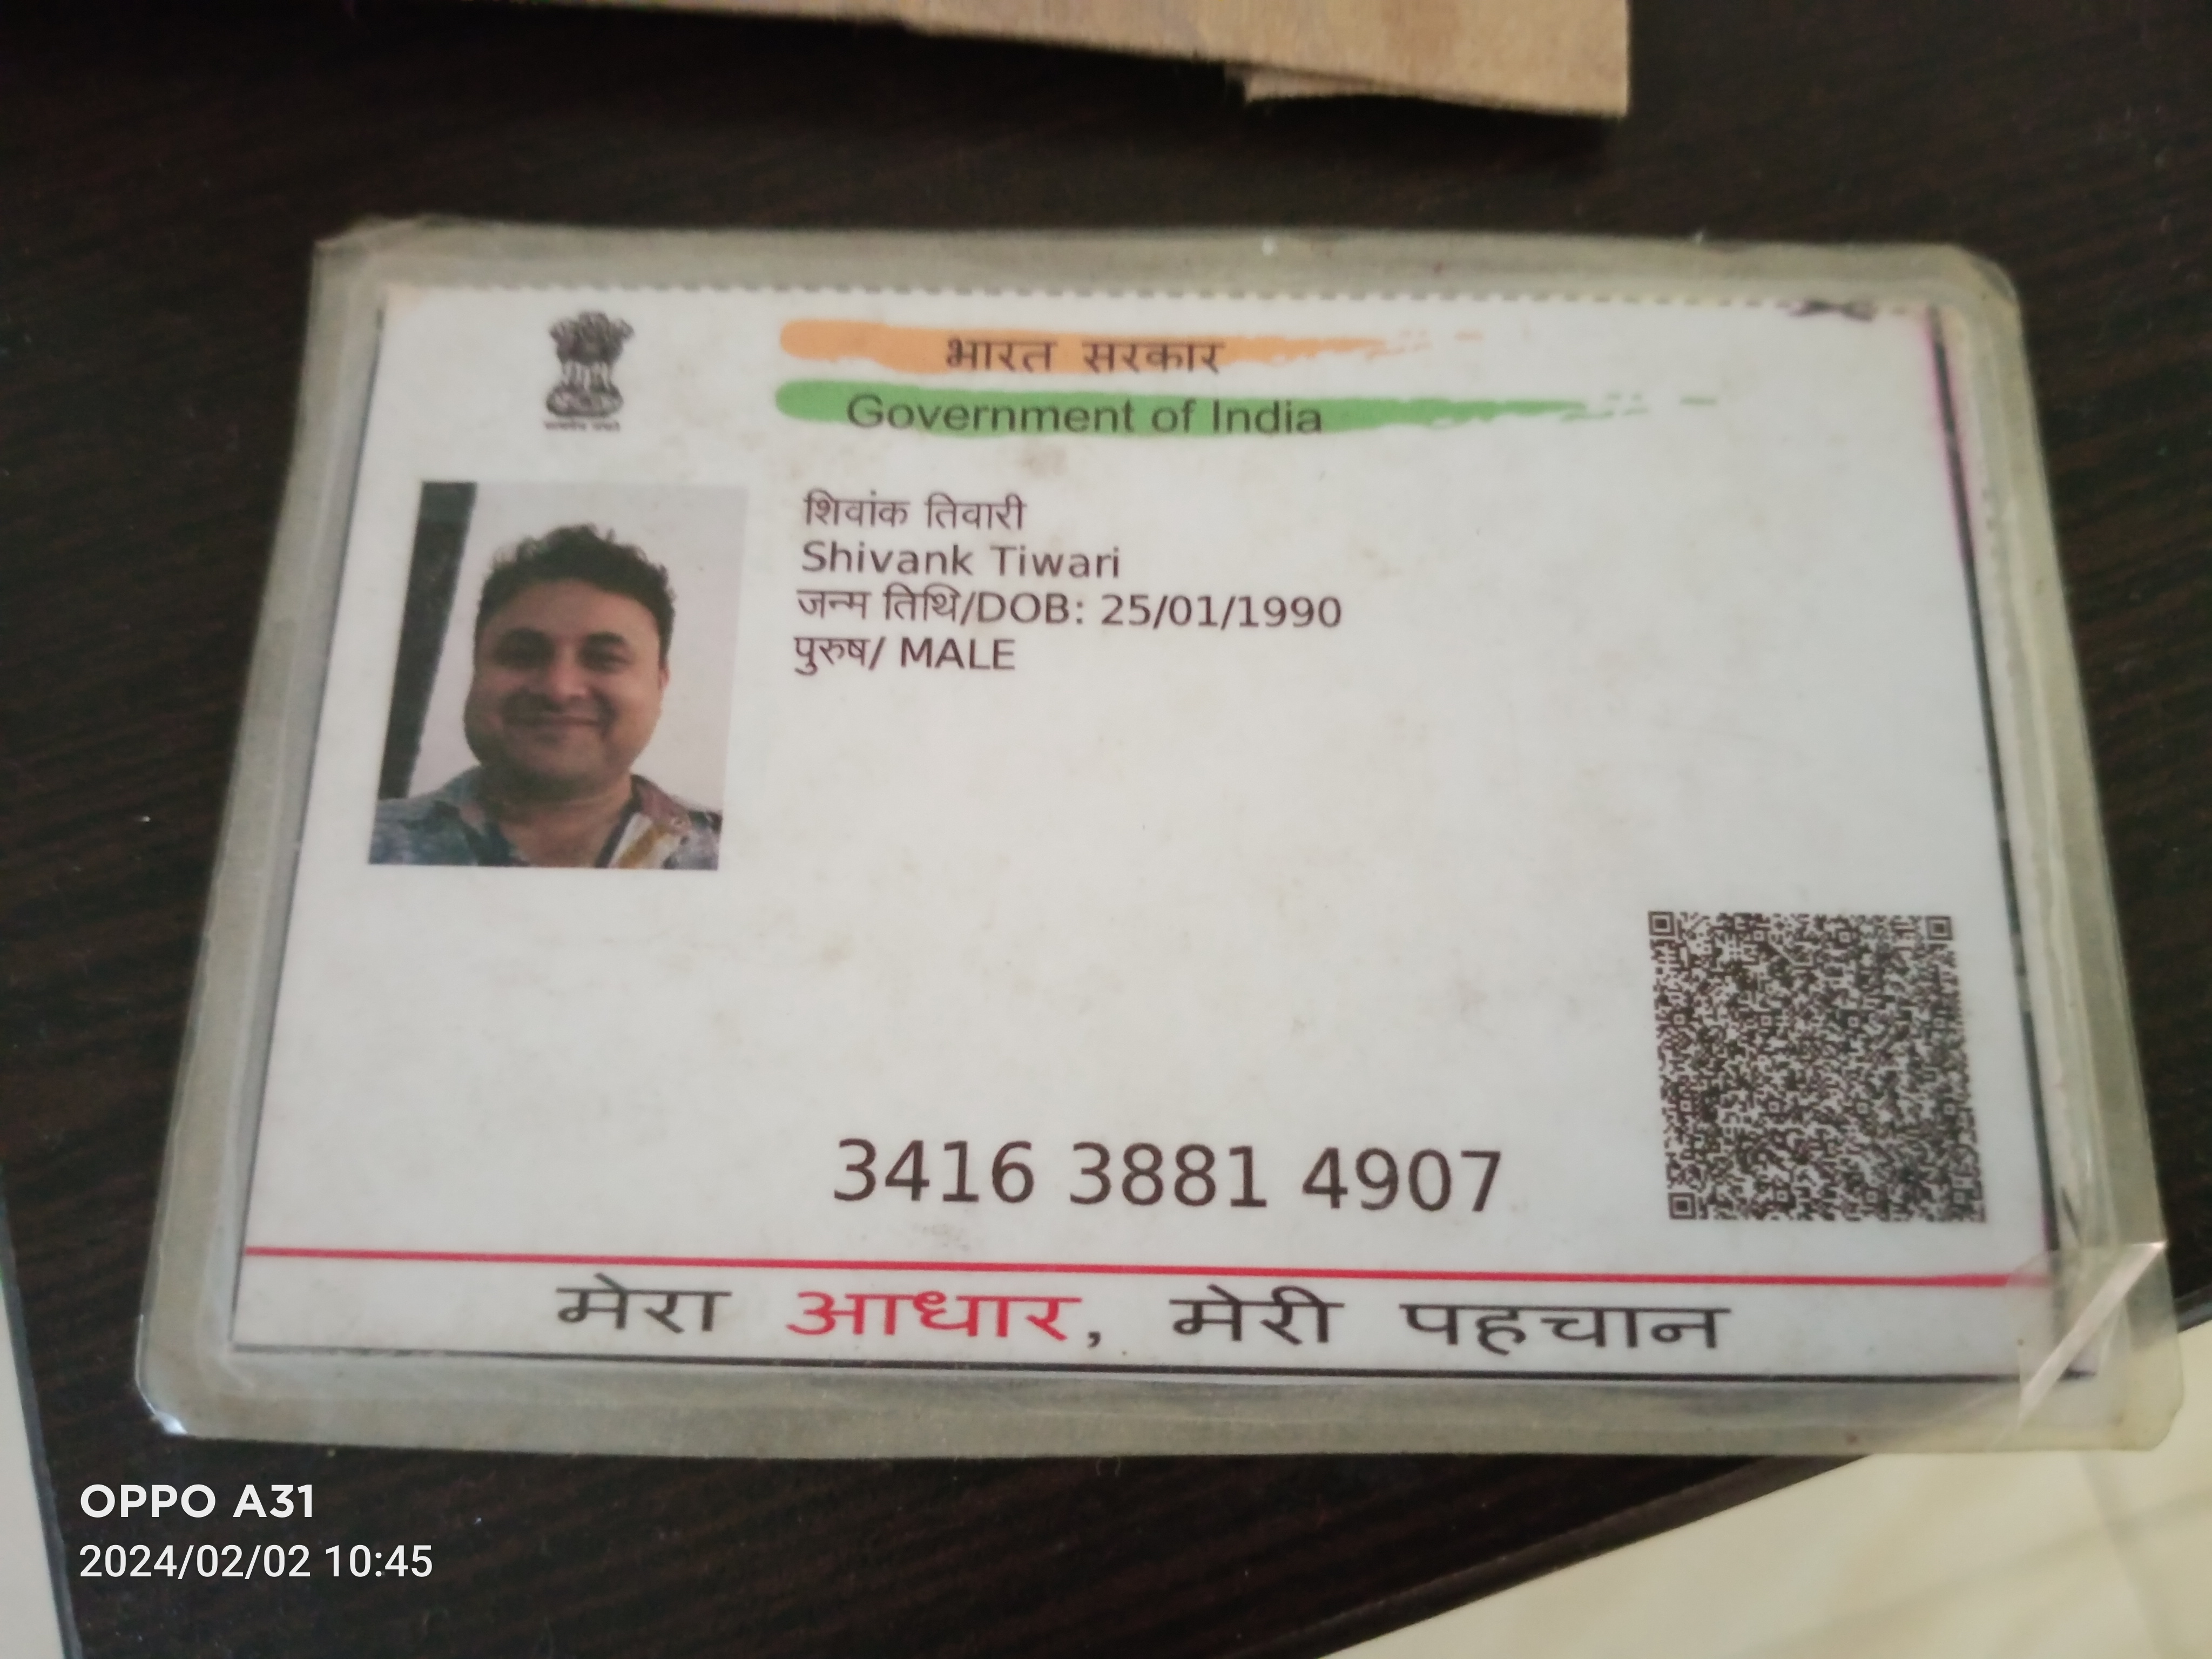 भारत सरकार
Government of India
शिवांक तिवारी
Shivank Tiwari
जन्म तिथि/DOB: 25/01/1990
पुरुष/ MALE
3416 3881 4907
मेरा आधार, मेरी पहचान
OPPO A31
2024/02/02 10:45